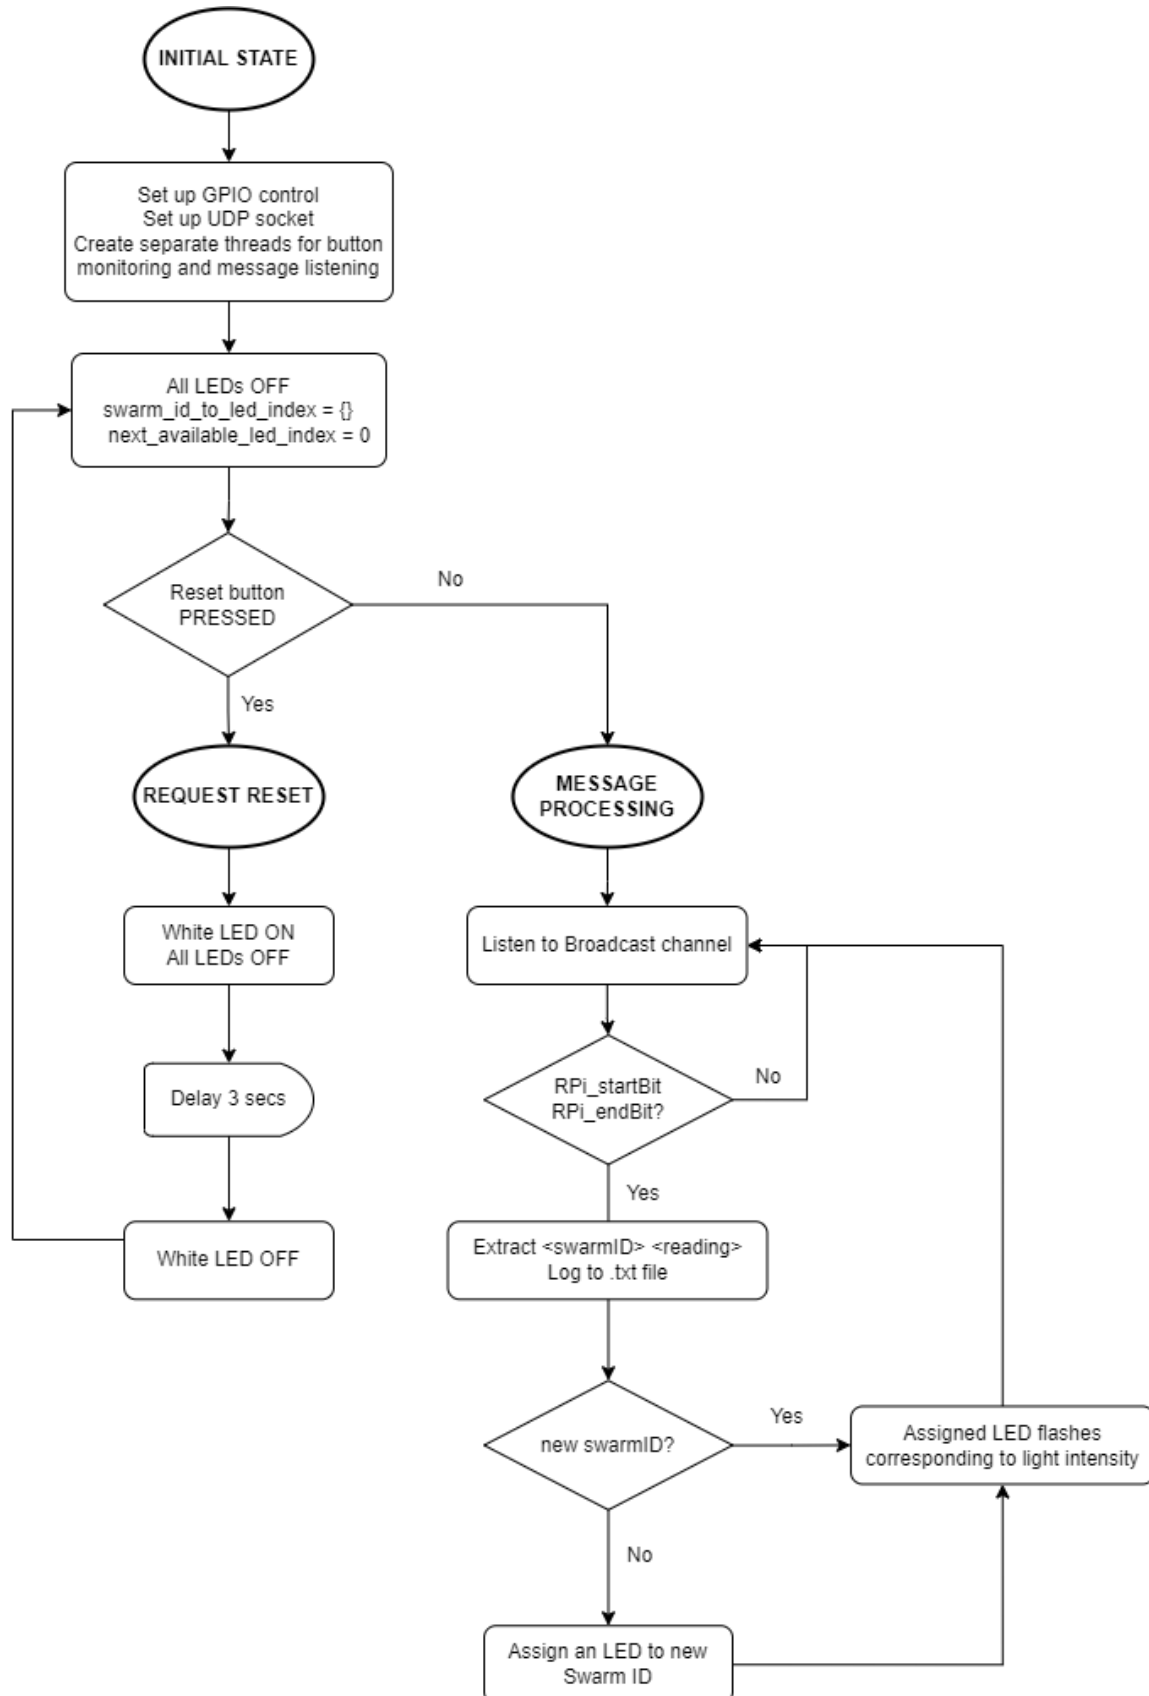 INITIAL STATE
Set up GPIO control
Set up UDP socket
Create separate threads for button
monitoring and message listening
All LEDs OFF
swarm_id_to_led_index = {}
next_available_led_index = 0
Reset button
PRESSED
No
Yes
REQUEST RESET
MESSAGE
PROCESSING
White LED ON
All LEDs OFF
Listen to Broadcast channel
Delay 3 secs
RPi_startBit
RPi_endBit?
No
Yes
White LED OFF
Extract <swarmID> <reading>
Log to .txt file
new swarmID?
Yes
Assigned LED flashes
corresponding to light intensity
No
Assign an LED to new
Swarm ID